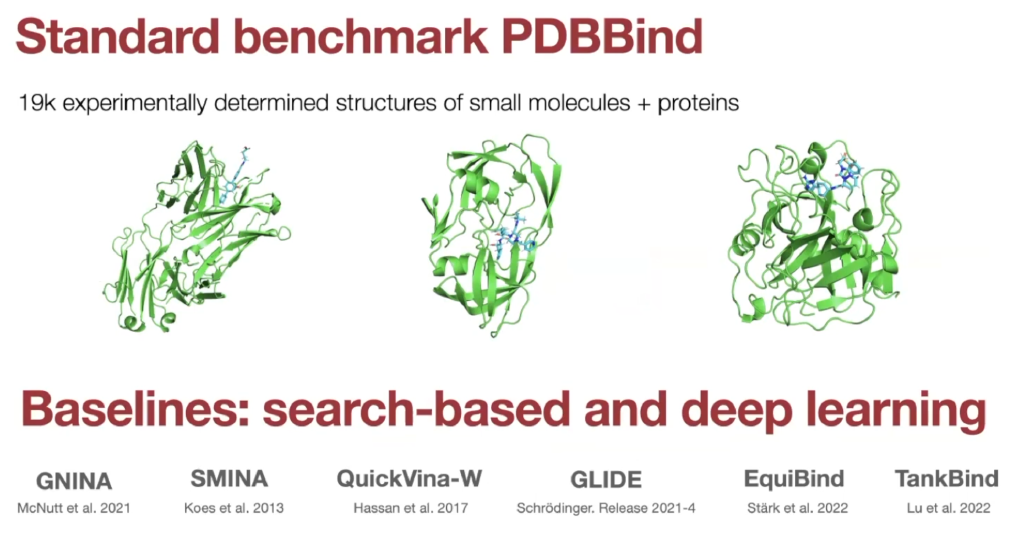 Standard benchmark PDBBind
19k experimentally determined structures of small molecules + proteins
Baselines: search-based and deep learning
GNINA SMINA QuickVina-W GLIDE EquiBind TankBind
McNutt et al. 2021 Koes et al. 2013 Hassan et al. 2017 Schrödinger. Release 2021-4 Stärk et al. 2022 Lu et al. 2022